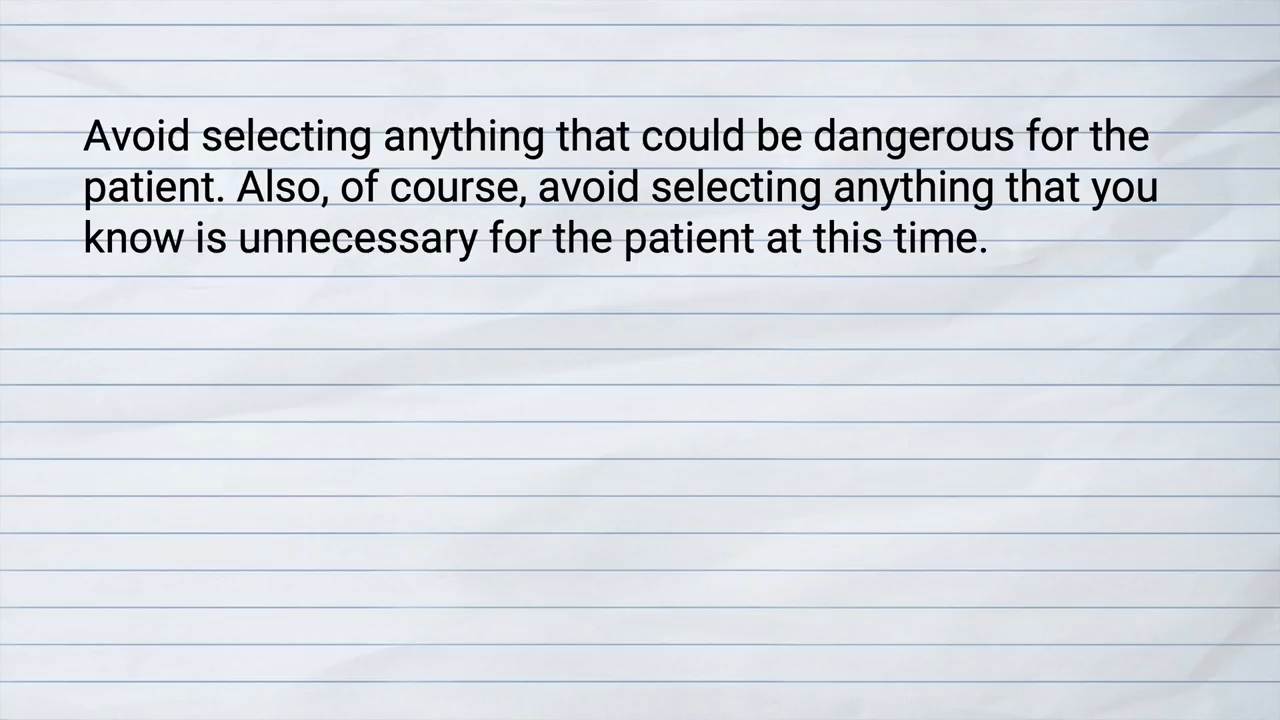 Avoid selecting anything that could be dangerous for the
patient. Also, of course, avoid selecting anything that you
know is unnecessary for the patient at this time.